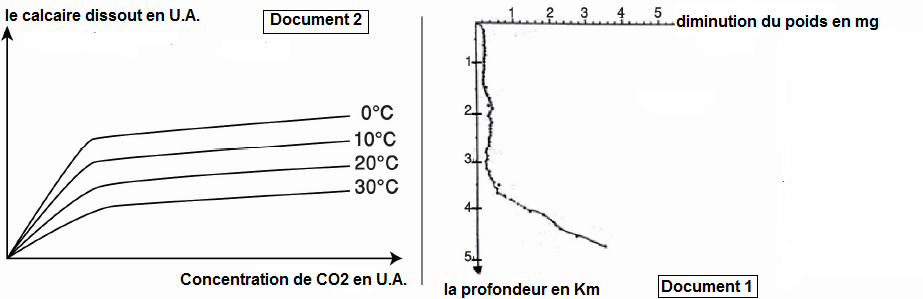 le calcaire dissout en U.A.
Document 2
0°C
10°C
20°C
30°C
Concentration de CO2 en U.A.
1 2 3 4 5
diminution du poids en mg
1
2
3
4
5
la profondeur en Km
Document 1